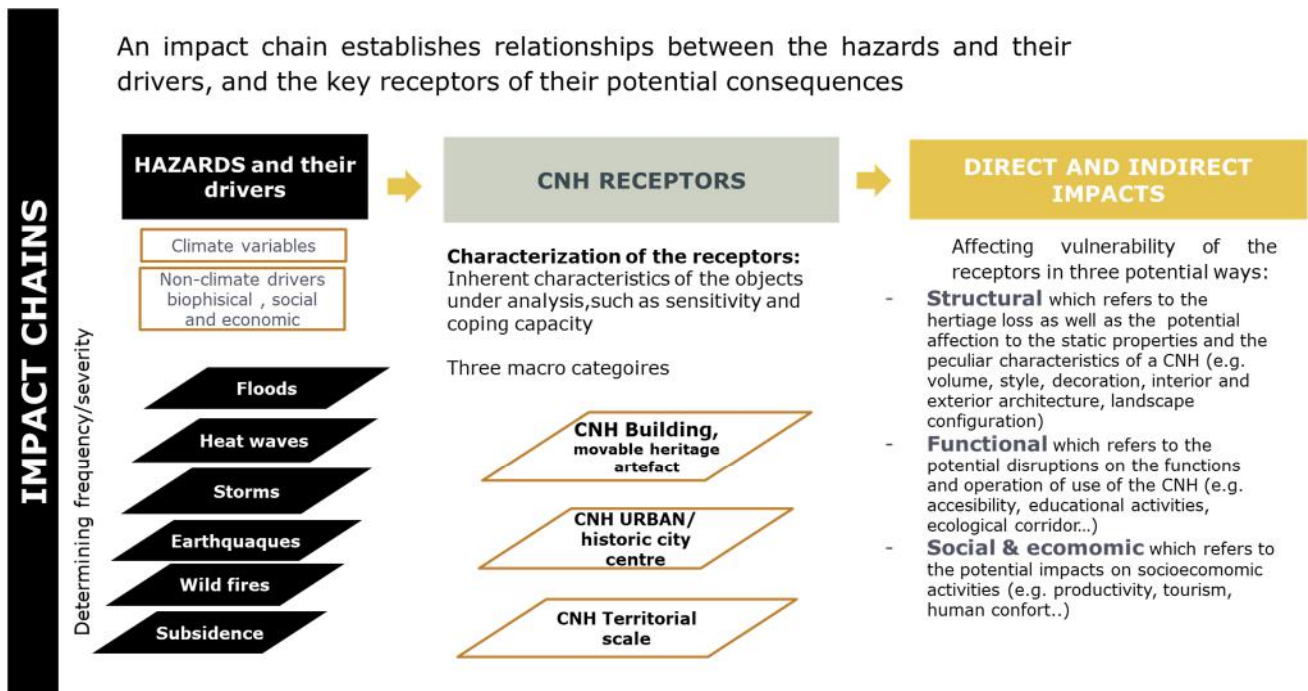 IMPACT CHAINS
An impact chain establishes relationships between the hazards and their
drivers, and the key receptors of their potential consequences
HAZARDS and their
drivers
Climate variables
Non-climate drivers
biophisical , social
and economic
Determining frequency/severity
Floods
Heat waves
Storms
Earthquaques
Wild fires
Subsidence
CNH RECEPTORS
Characterization of the receptors:
Inherent characteristics of the objects
under analysis,such as sensitivity and
coping capacity
Three macro categoires
CNH Building,
movable heritage
artefact
CNH URBAN/
historic city
centre
CNH Territorial
scale
DIRECT AND INDIRECT
IMPACTS
Affecting vulnerability of the
receptors in three potential ways:
- Structural which refers to the
hertiage loss as well as the potential
affection to the static properties and the
peculiar characteristics of a CNH (e.g.
volume, style, decoration, interior and
exterior architecture, landscape
configuration)
- Functional which refers to the
potential disruptions on the functions
and operation of use of the CNH (e.g.
accesibility, educational activities,
ecological corridor…)
- Social & ecomomic which refers to
the potential impacts on socioecomomic
activities (e.g. productivity, tourism,
human confort..)